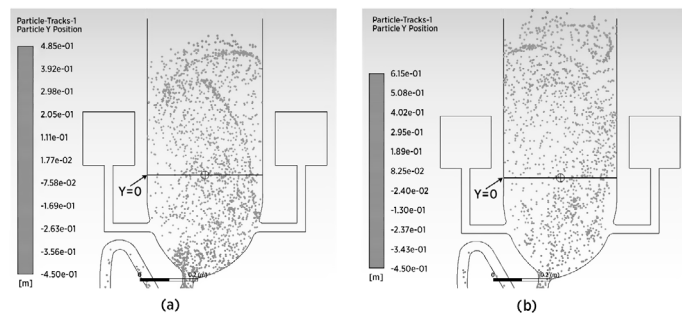 Particle-Tracks-1
Particle Y Position
4.85e-01
3.92e-01
2.98e-01
2.05e-01
1.11e-01
1.77e-02
-7.58e-02
-1.69e-01
-2.63e-01
-3.56e-01
-4.50e-01
[m]
Y=0
0
(a)
Particle-Tracks-1
Particle Y Position
6.15e-01
5.08e-01
4.02e-01
2.95e-01
1.89e-01
8.25e-02
-2.40e-02
-1.30e-01
-2.37e-01
-3.43e-01
-4.50e-01
[m]
Y=0
0
(b)